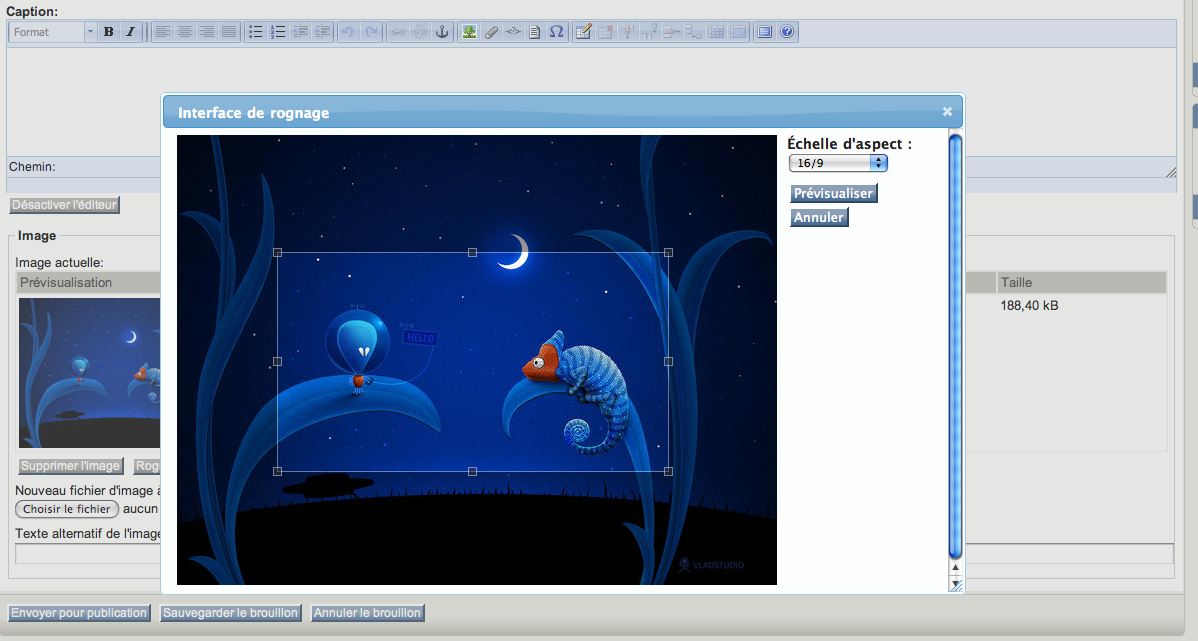 Caption:
Format B I
Chemin:
Désactiver l'éditeur
Image
Image actuelle:
Prévisualisation
Taille
188,40 kB
Supprimer l'image Rog
Nouveau fichier d'image à
Choisir le fichier aucun
Texte alternatif de l'image
Envoyer pour publication Sauvegarder le brouillon Annuler le brouillon
Interface de rognage
Échelle d'aspect :
16/9
Prévisualiser
Annuler
HELLO
VLADSTUDIO